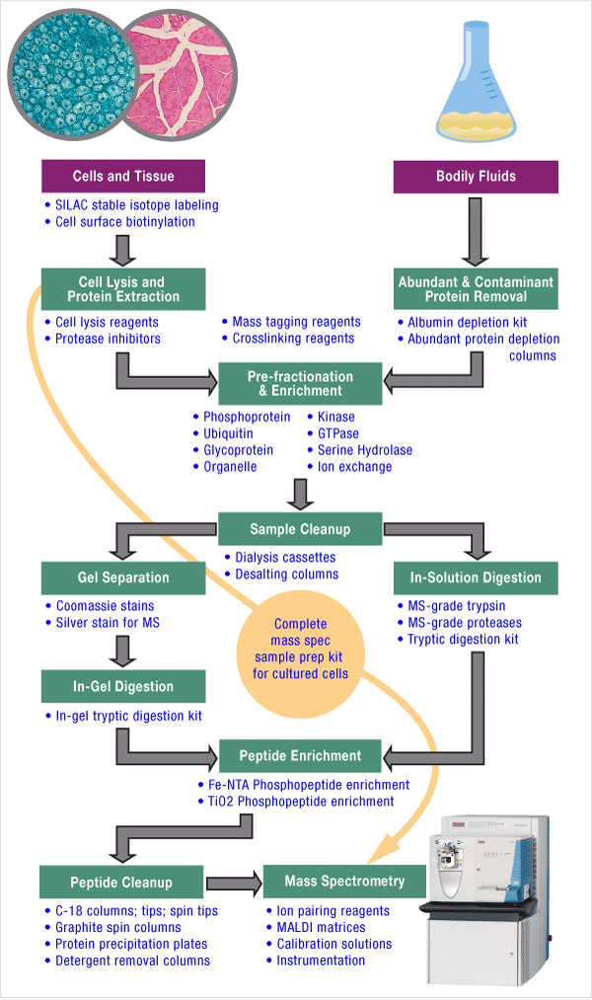 Cells and Tissue
• SILAC stable isotope labeling
• Cell surface biotinylation
Bodily Fluids
Cell Lysis and
Protein Extraction
• Cell lysis reagents
• Protease inhibitors
Abundant & Contaminant
Protein Removal
• Albumin depletion kit
• Abundant protein depletion
columns
• Mass tagging reagents
• Crosslinking reagents
Pre-fractionation
& Enrichment
• Phosphoprotein
• Ubiquitin
• Glycoprotein
• Organelle
• Kinase
• GTPase
• Serine Hydrolase
• Ion exchange
Sample Cleanup
• Dialysis cassettes
• Desalting columns
Gel Separation
• Coomassie stains
• Silver stain for MS
In-Solution Digestion
• MS-grade trypsin
• MS-grade proteases
• Tryptic digestion kit
Complete
mass spec
sample prep kit
for cultured cells
In-Gel Digestion
• In-gel tryptic digestion kit
Peptide Enrichment
• Fe-NTA Phosphopeptide enrichment
• TiO2 Phosphopeptide enrichment
Peptide Cleanup
• C-18 columns; tips; spin tips
• Graphite spin columns
• Protein precipitation plates
• Detergent removal columns
Mass Spectrometry
• Ion pairing reagents
• MALDI matrices
• Calibration solutions
• Instrumentation